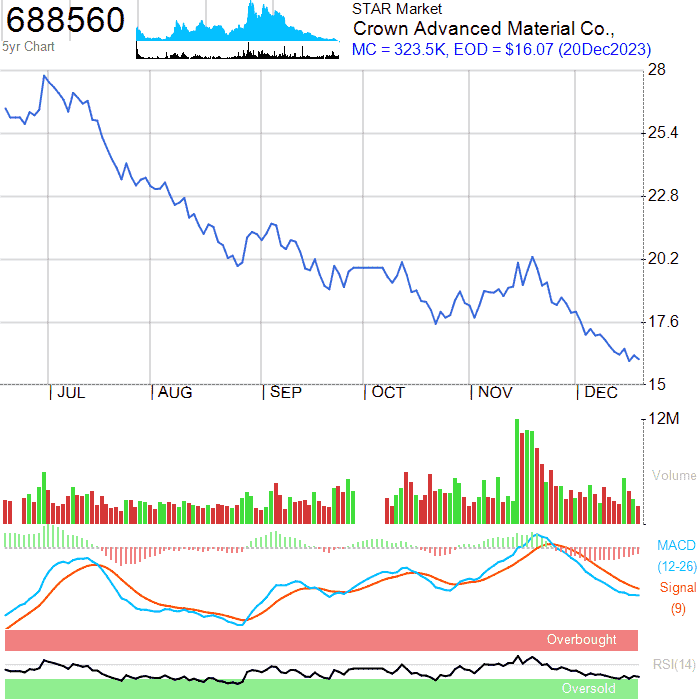 688560
5yr Chart
STAR Market
Crown Advanced Material Co.,
MC = 323.5K, EOD = $16.07 (20Dec2023)
28
25.4
22.8
20.2
17.6
15
JUL AUG SEP OCT NOV DEC
12M
Volume
MACD
(12-26)
Signal
(9)
Overbought
RSI(14)
Oversold